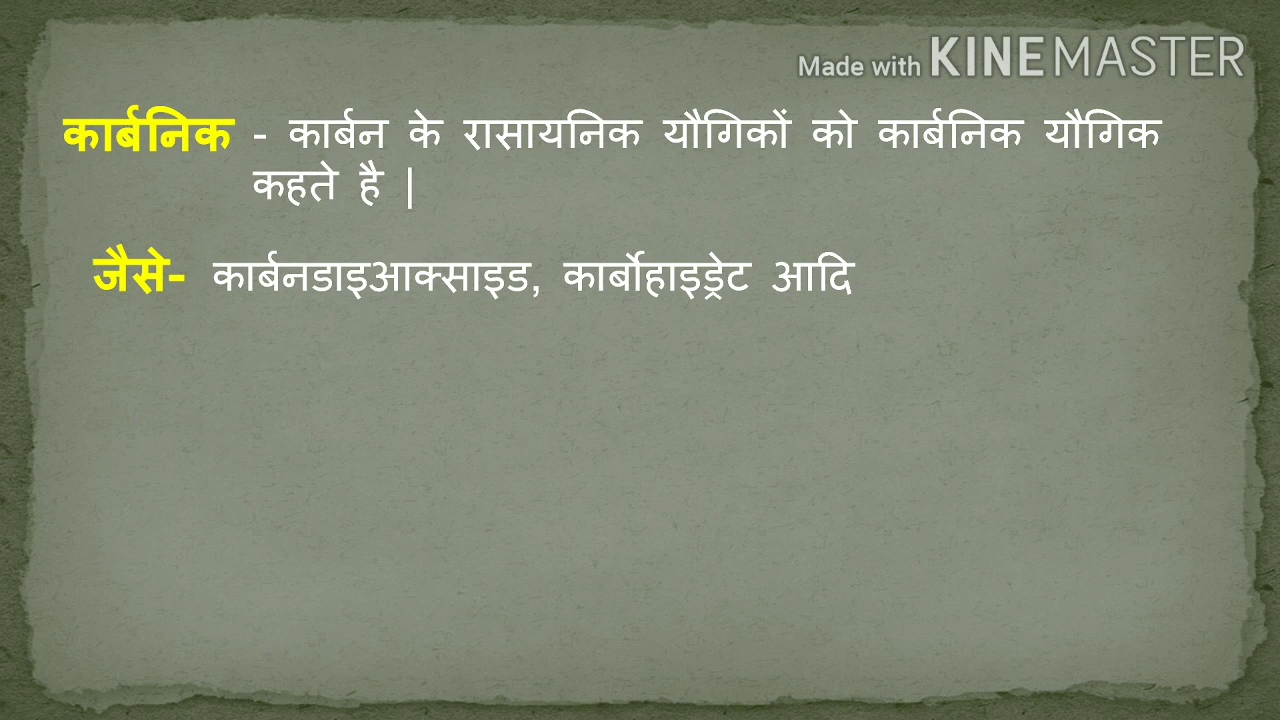 Made with KINEMASTER
कार्बनिक - कार्बन के रासायनिक यौगिकों को कार्बनिक यौगिक
कहते है |
जैसे- कार्बनडाइआक्साइड, कार्बोहाइड्रेट आदि